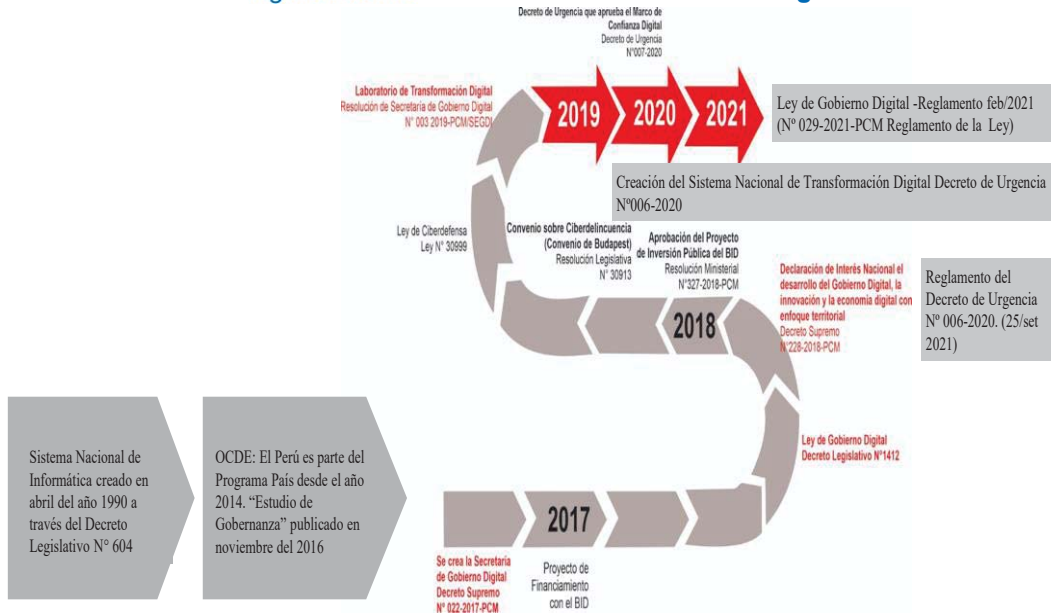 Decreto de Urgencia que aprueba el Marco de
Confianza Digital
Decreto de Urgencia
N°007-2020
Laboratorio de Transformación Digital
Resolución de Secretaría de Gobierno Digital
N° 003 2019-PCM/SEGDI
2019
2020
2021
Ley de Gobierno Digital -Reglamento feb/2021
(Nº 029-2021-PCM Reglamento de la Ley)
Creación del Sistema Nacional de Transformación Digital Decreto de Urgencia
Nº006-2020
Ley de Ciberdefensa
Ley N° 30999
Convenio sobre Ciberdelincuencia
(Convenio de Budapest)
Resolución Legislativa
N° 30913
Aprobación del Proyecto
de Inversión Pública del BID
Resolución Ministerial
N°327-2018-PCM
2018
Declaración de Interés Nacional el
desarrollo del Gobierno Digital, la
innovación y la economía digital con
enfoque territorial
Decreto Supremo
N°228-2018-PCM
Reglamento del
Decreto de Urgencia
Nº 006-2020. (25/set
2021)
Ley de Gobierno Digital
Decreto Legislativo N°1412
Sistema Nacional de
Informática creado en
abril del año 1990 a
través del Decreto
Legislativo N° 604
OCDE: El Perú es parte del
Programa País desde el año
2014. “Estudio de
Gobernanza” publicado en
noviembre del 2016
2017
Se crea la Secretaria
de Gobierno Digital
Decreto Supremo
N° 022-2017-PCM
Proyecto de
Financiamiento
con el BID